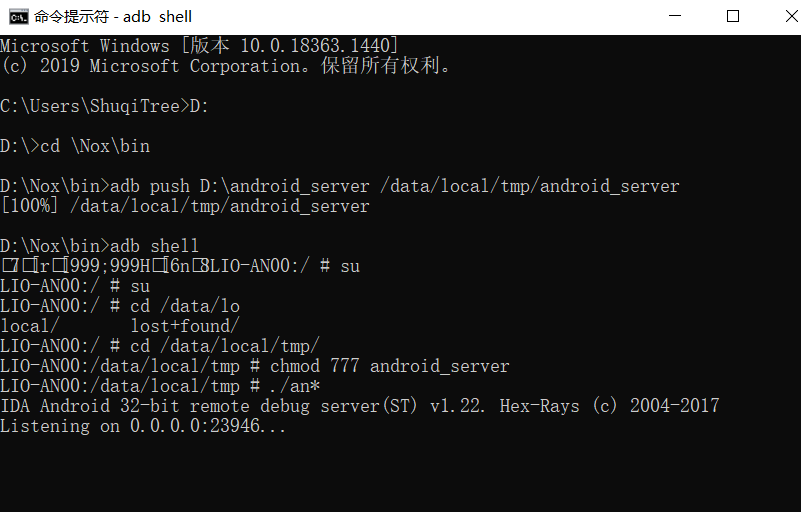 命令提示符 - adb  shell
Microsoft Windows [版本 10.0.18363.1440]
(c) 2019 Microsoft Corporation。保留所有权利。
C:\Users\ShuqiTree>D:
D:\>cd \Nox\bin
D:\Nox\bin>adb push D:\android_server /data/local/tmp/android_server
[100%] /data/local/tmp/android_server
D:\Nox\bin>adb shell
□7□[r□[999;999H□[6n□8LIO-AN00:/ # su
LIO-AN00:/ # su
LIO-AN00:/ # cd /data/lo
local/       lost+found/
LIO-AN00:/ # cd /data/local/tmp/
LIO-AN00:/data/local/tmp # chmod 777 android_server
LIO-AN00:/data/local/tmp # ./an*
IDA Android 32-bit remote debug server(ST) v1.22. Hex-Rays (c) 2004-2017
Listening on 0.0.0.0:23946...